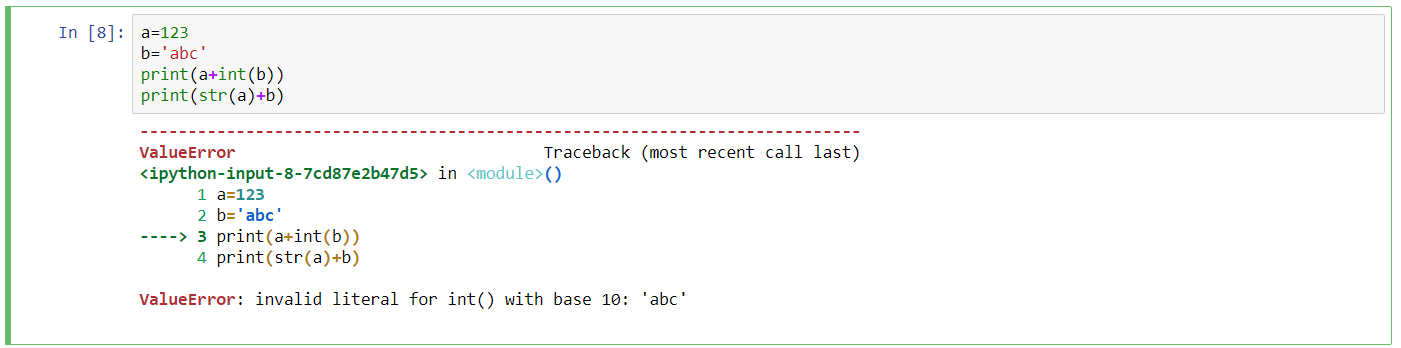 In [8]: a=123
b='abc'
print(a+int(b))
print(str(a)+b)
---------------------------------------------------------------------------
ValueError                                Traceback (most recent call last)
<ipython-input-8-7cd87e2b47d5> in <module>()
      1 a=123
      2 b='abc'
----> 3 print(a+int(b))
      4 print(str(a)+b)
ValueError: invalid literal for int() with base 10: 'abc'